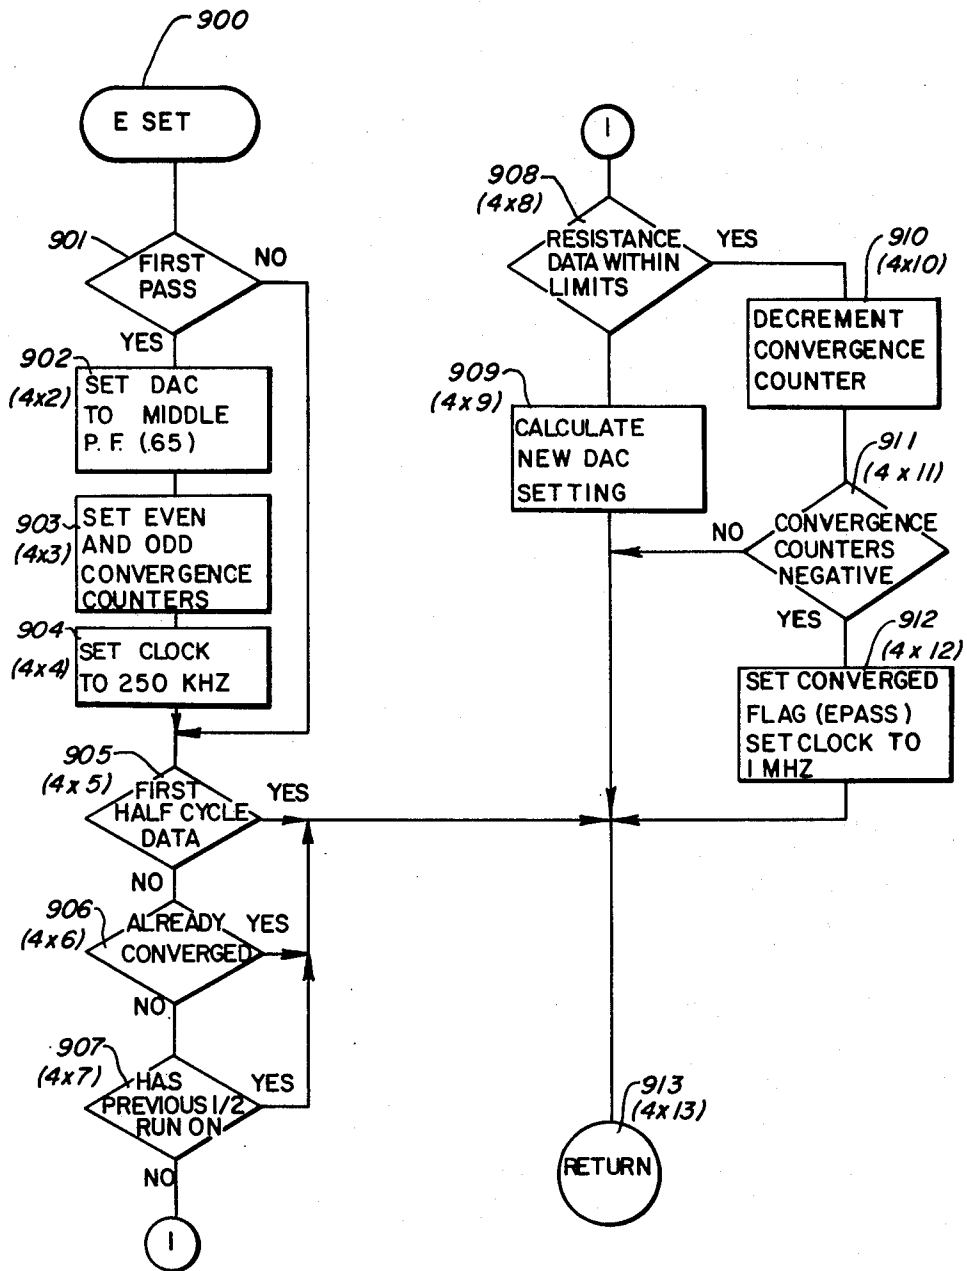 900
E SET
901
FIRST
PASS
NO
YES
902
(4x2)
SET DAC
TO MIDDLE
P. F. (.65)
903
(4x3)
SET EVEN
AND ODD
CONVERGENCE
COUNTERS
904
(4x4)
SET CLOCK
TO 250 KHZ
905
(4x5)
FIRST
HALF CYCLE
DATA
YES
NO
906
(4x6)
ALREADY
CONVERGED
YES
NO
907
(4x7)
HAS
PREVIOUS 1/2
RUN ON
YES
NO
1
1
908
(4x8)
RESISTANCE
DATA WITHIN
LIMITS
YES
909
(4x9)
CALCULATE
NEW DAC
SETTING
910
(4x10)
DECREMENT
CONVERGENCE
COUNTER
911
(4 x 11)
CONVERGENCE
COUNTERS
NEGATIVE
NO
YES
912
(4 x 12)
SET CONVERGED
FLAG (EPASS)
SET CLOCK TO
1 MHZ
913
(4x13)
RETURN